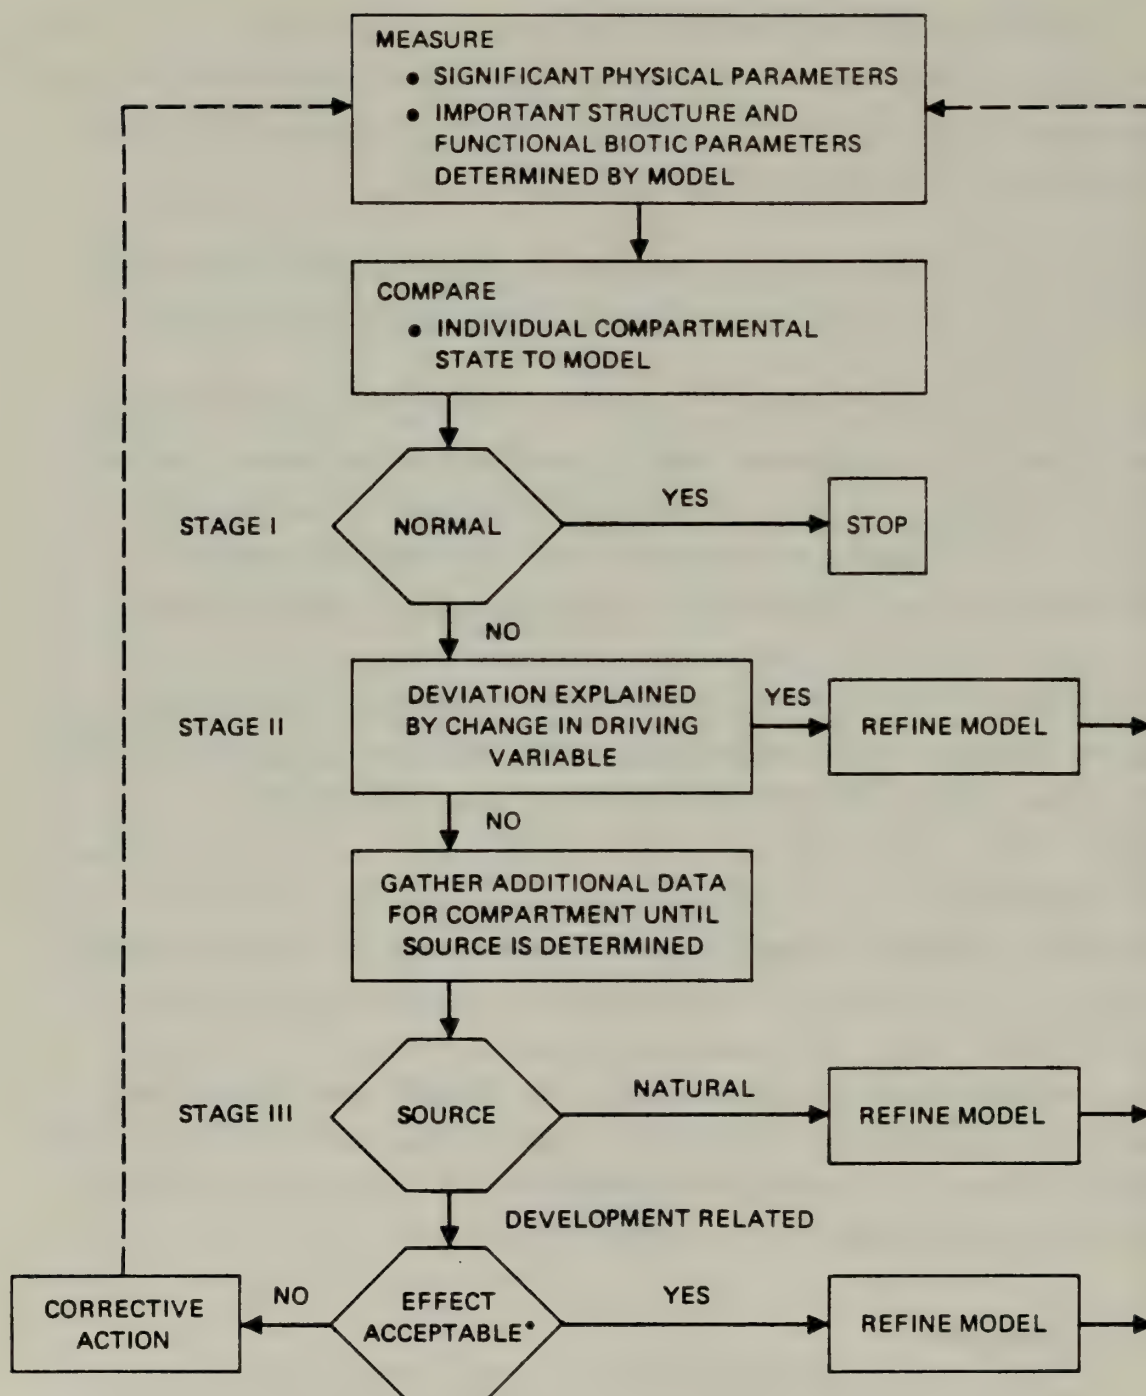 MEASURE
• SIGNIFICANT PHYSICAL PARAMETERS
• IMPORTANT STRUCTURE AND
FUNCTIONAL BIOTIC PARAMETERS
DETERMINED BY MODEL
COMPARE
• INDIVIDUAL COMPARTMENTAL
STATE TO MODEL
STAGE I
NORMAL
YES
STOP
NO
STAGE II
DEVIATION EXPLAINED
BY CHANGE IN DRIVING
VARIABLE
YES
REFINE MODEL
NO
GATHER ADDITIONAL DATA
FOR COMPARTMENT UNTIL
SOURCE IS DETERMINED
STAGE III
SOURCE
NATURAL
REFINE MODEL
DEVELOPMENT RELATED
CORRECTIVE
ACTION
NO
EFFECT
ACCEPTABLE*
YES
REFINE MODEL